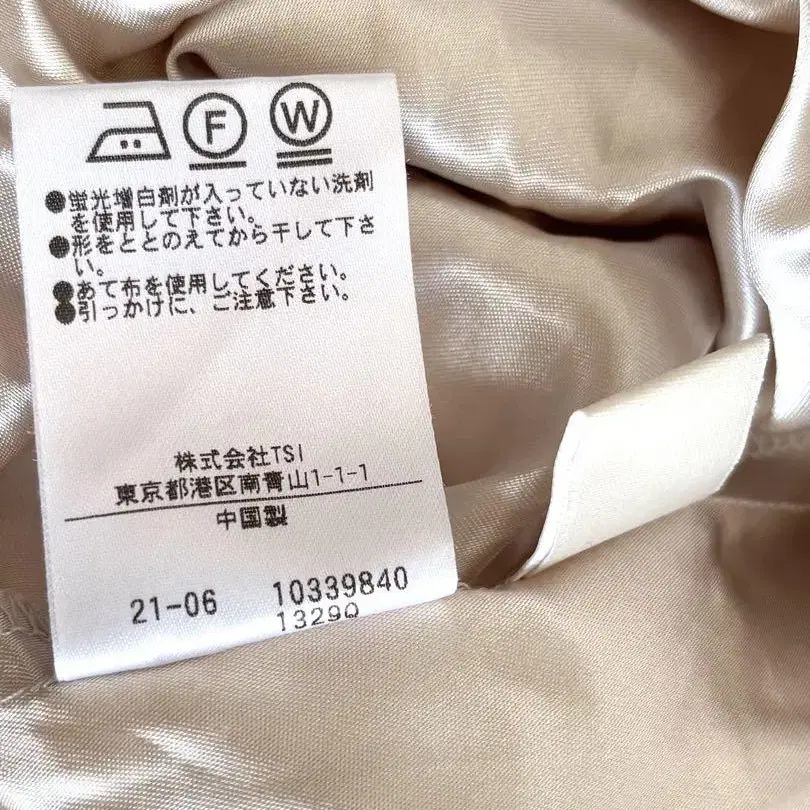 F W
●蛍光増白剤が入っていない洗剤
を使用して下さい。
●形をととのえてから干して下さ
い。
●あて布を使用してください。
●引っかけに、ご注意下さい。
株式会社TSI
東京都港区南青山1-1-1
中国製
21-06 10339840
13290